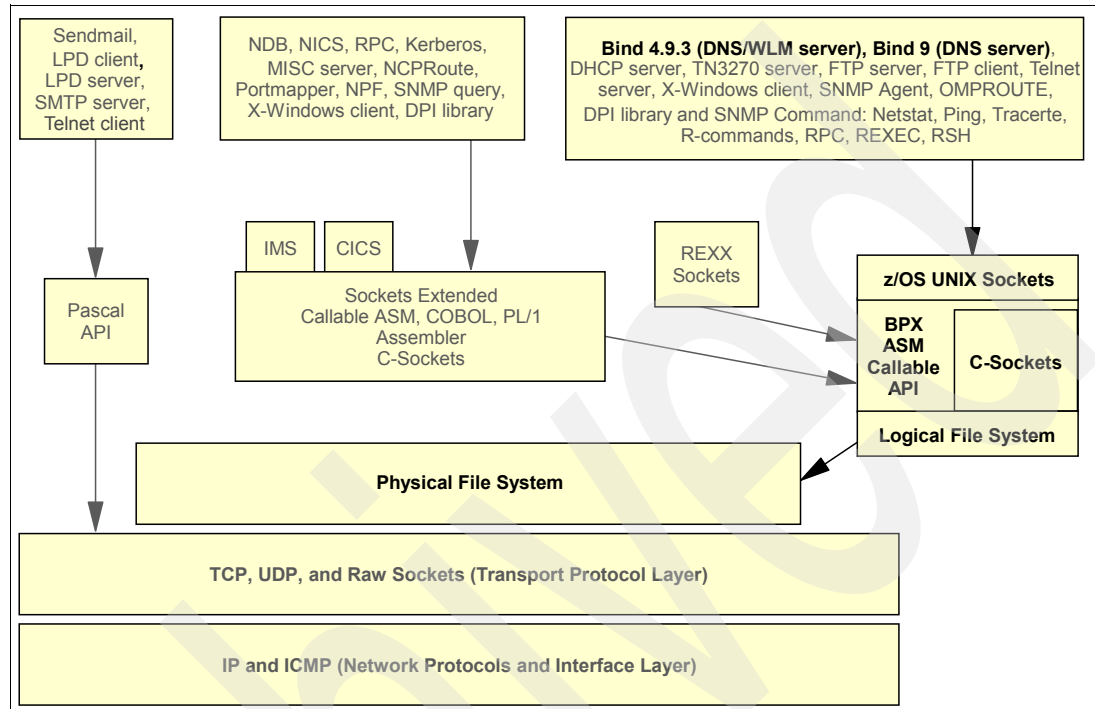 Sendmail,
LPD client,
LPD server,
SMTP server,
Telnet client
NDB, NICS, RPC, Kerberos,
MISC server, NCPRoute,
Portmapper, NPF, SNMP query,
X-Windows client, DPI library
Bind 4.9.3 (DNS/WLM server), Bind 9 (DNS server),
DHCP server, TN3270 server, FTP server, FTP client, Telnet
server, X-Windows client, SNMP Agent, OMPROUTE,
DPI library and SNMP Command: Netstat, Ping, Tracerte,
R-commands, RPC, REXEC, RSH
IMS
CICS
REXX
Sockets
Pascal
API
Sockets Extended
Callable ASM, COBOL, PL/1
Assembler
C-Sockets
z/OS UNIX Sockets
BPX
ASM
Callable
API
C-Sockets
Logical File System
Physical File System
TCP, UDP, and Raw Sockets (Transport Protocol Layer)
IP and ICMP (Network Protocols and Interface Layer)